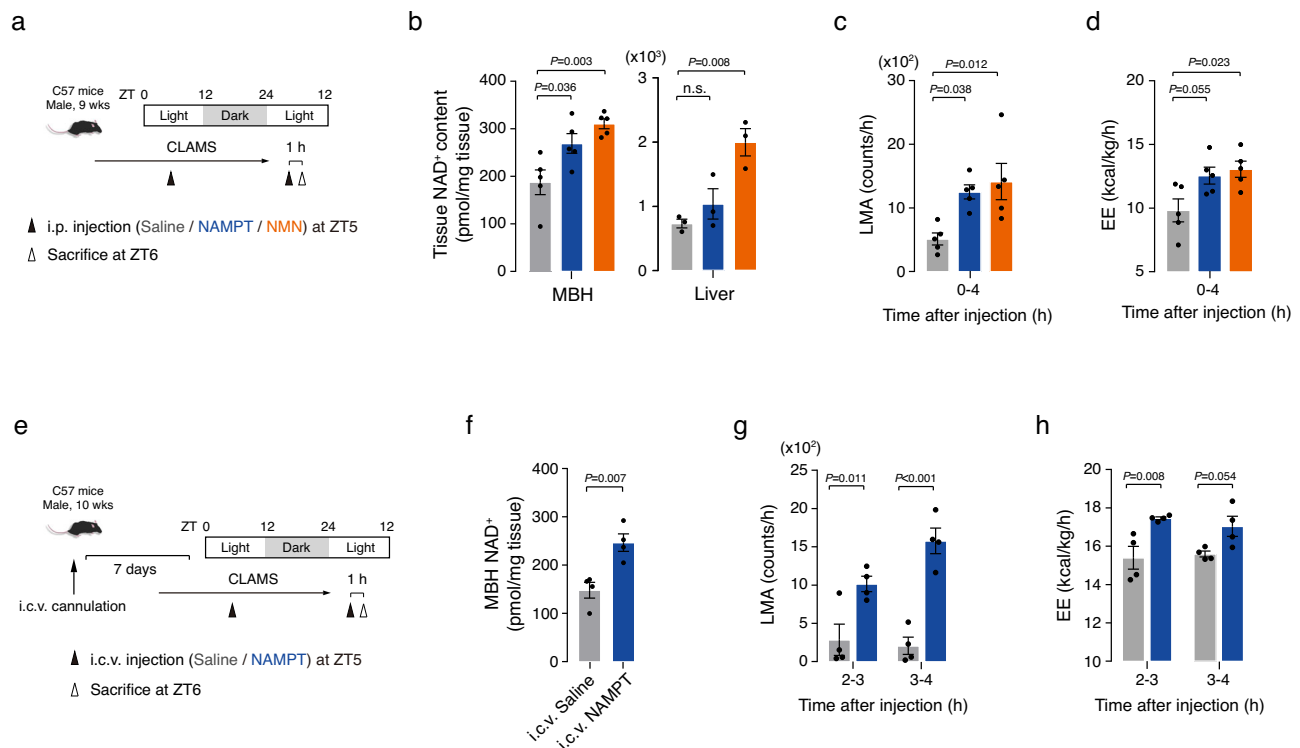 a
C57 mice
Male, 9 wks
ZT 0 12 24 12
Light Dark Light
CLAMS 1 h
i.p. injection (Saline / NAMPT / NMN) at ZT5
Sacrifice at ZT6
b
Tissue NAD⁺ content
(pmol/mg tissue)
400
300
200
100
0
P=0.003
P=0.036
MBH
(x10³)
3
2
1
0
P=0.008
n.s.
Liver
c
(x10²)
LMA (counts/h)
30
20
10
0
P=0.012
P=0.038
0-4
Time after injection (h)
d
EE (kcal/kg/h)
20
15
10
5
P=0.023
P=0.055
0-4
Time after injection (h)
e
C57 mice
Male, 10 wks
ZT 0 12 24 12
Light Dark Light
7 days
CLAMS 1 h
i.c.v. cannulation
i.c.v. injection (Saline / NAMPT) at ZT5
Sacrifice at ZT6
f
MBH NAD⁺
(pmol/mg tissue)
400
300
200
100
0
P=0.007
i.c.v. Saline
i.c.v. NAMPT
g
(x10²)
LMA (counts/h)
25
20
15
10
5
0
P=0.011
P<0.001
2-3 3-4
Time after injection (h)
h
EE (kcal/kg/h)
20
18
16
14
10
P=0.008
P=0.054
2-3 3-4
Time after injection (h)